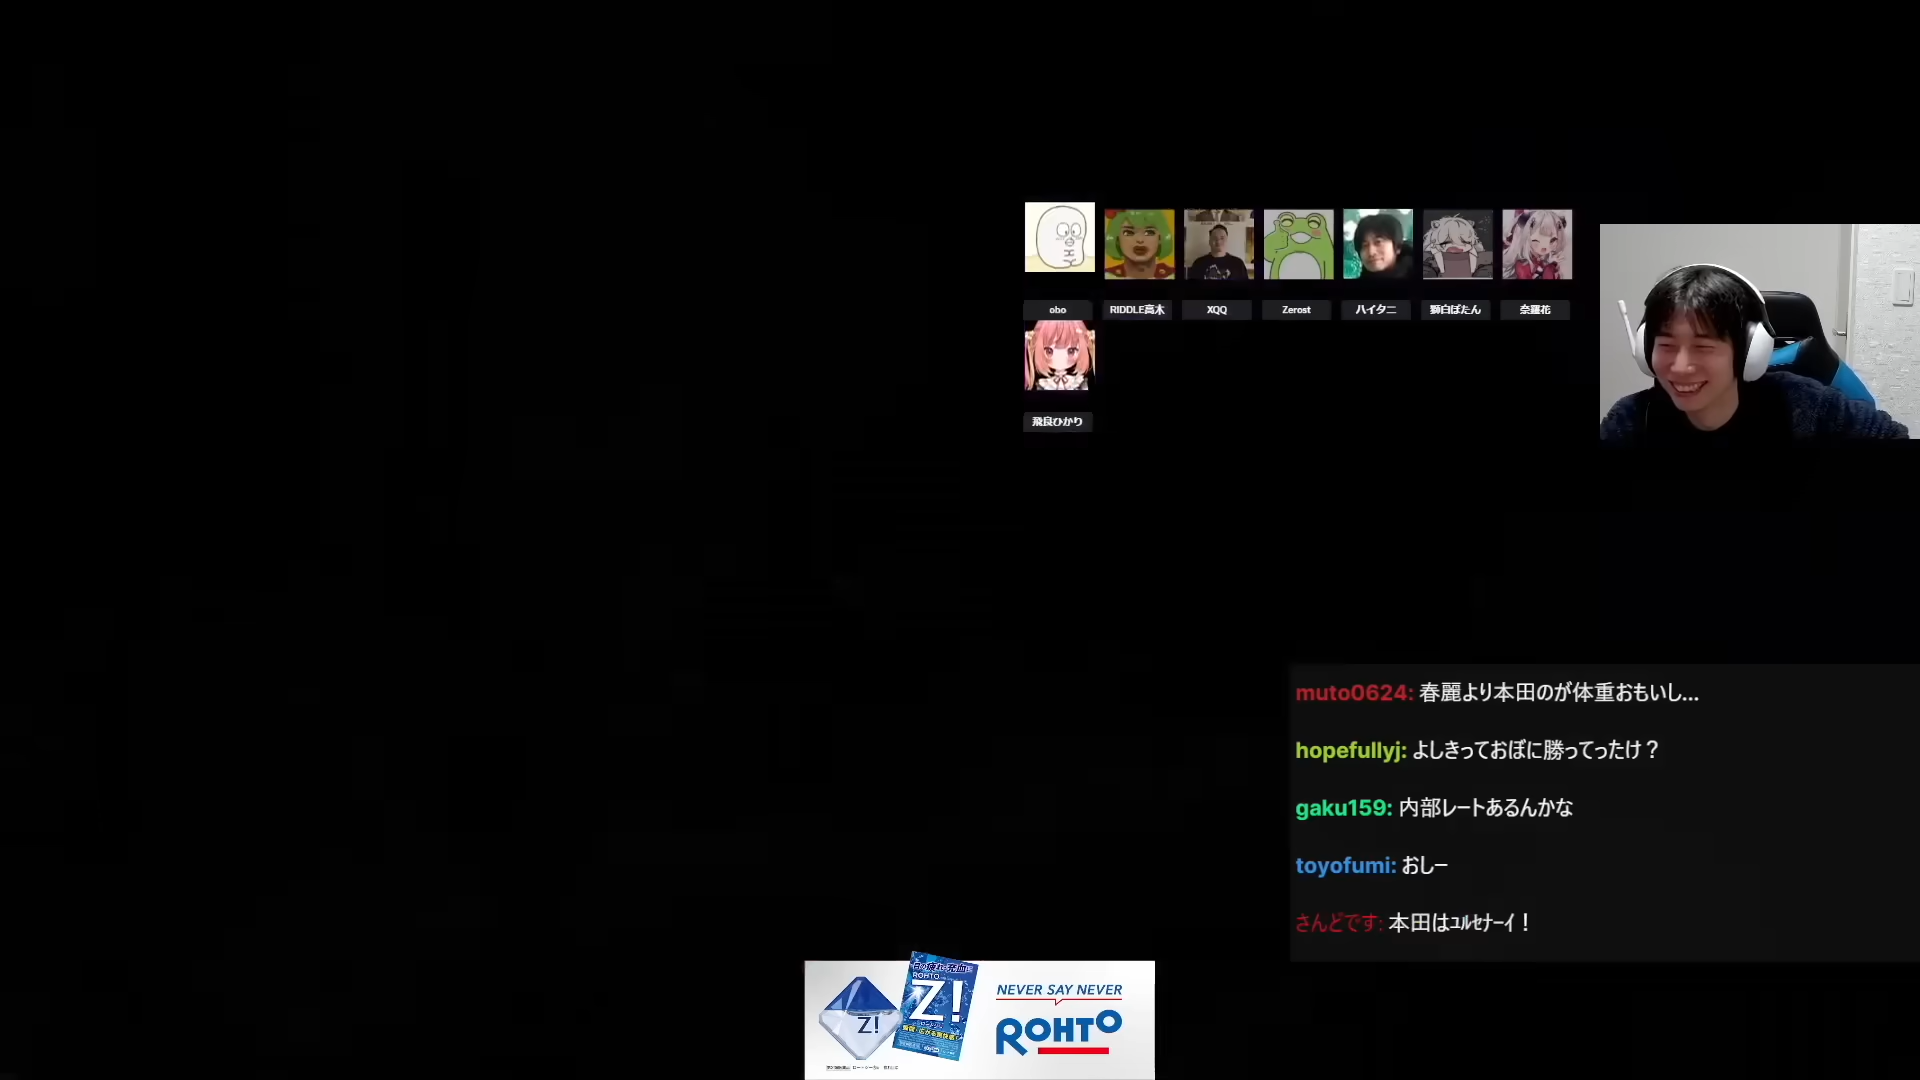 obo
RIDDLE高木
XQQ
Zerost
ハイタニ
獅白ぼたん
奈羅花
飛良ひかり
muto0624: 春麗より本田のが体重おもいし...
hopefullyj: よしきっておぼに勝ってったけ？
gaku159: 内部レートあるんかな
toyofumi: おしー
さんどです: 本田はﾕﾙｾﾅｰｲ！
ROHTO
Z!
Z!
NEVER SAY NEVER
ROHTO